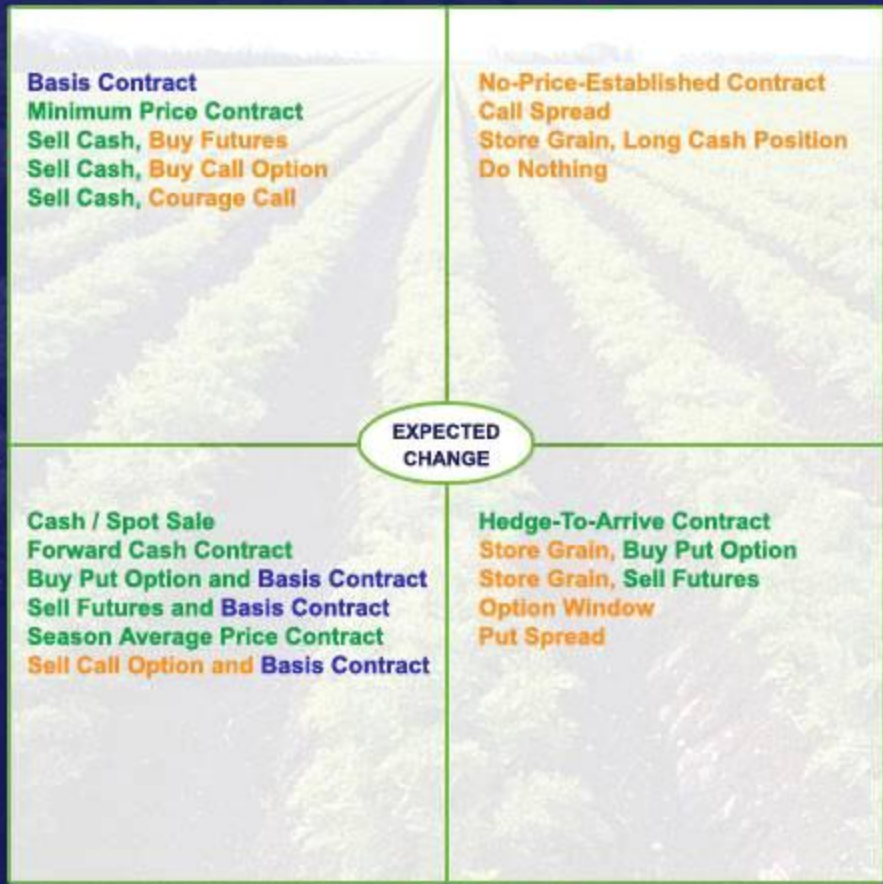 Basis Contract
Minimum Price Contract
Sell Cash, Buy Futures
Sell Cash, Buy Call Option
Sell Cash, Courage Call
No-Price-Established Contract
Call Spread
Store Grain, Long Cash Position
Do Nothing
EXPECTED
CHANGE
Cash / Spot Sale
Forward Cash Contract
Buy Put Option and Basis Contract
Sell Futures and Basis Contract
Season Average Price Contract
Sell Call Option and Basis Contract
Hedge-To-Arrive Contract
Store Grain, Buy Put Option
Store Grain, Sell Futures
Option Window
Put Spread